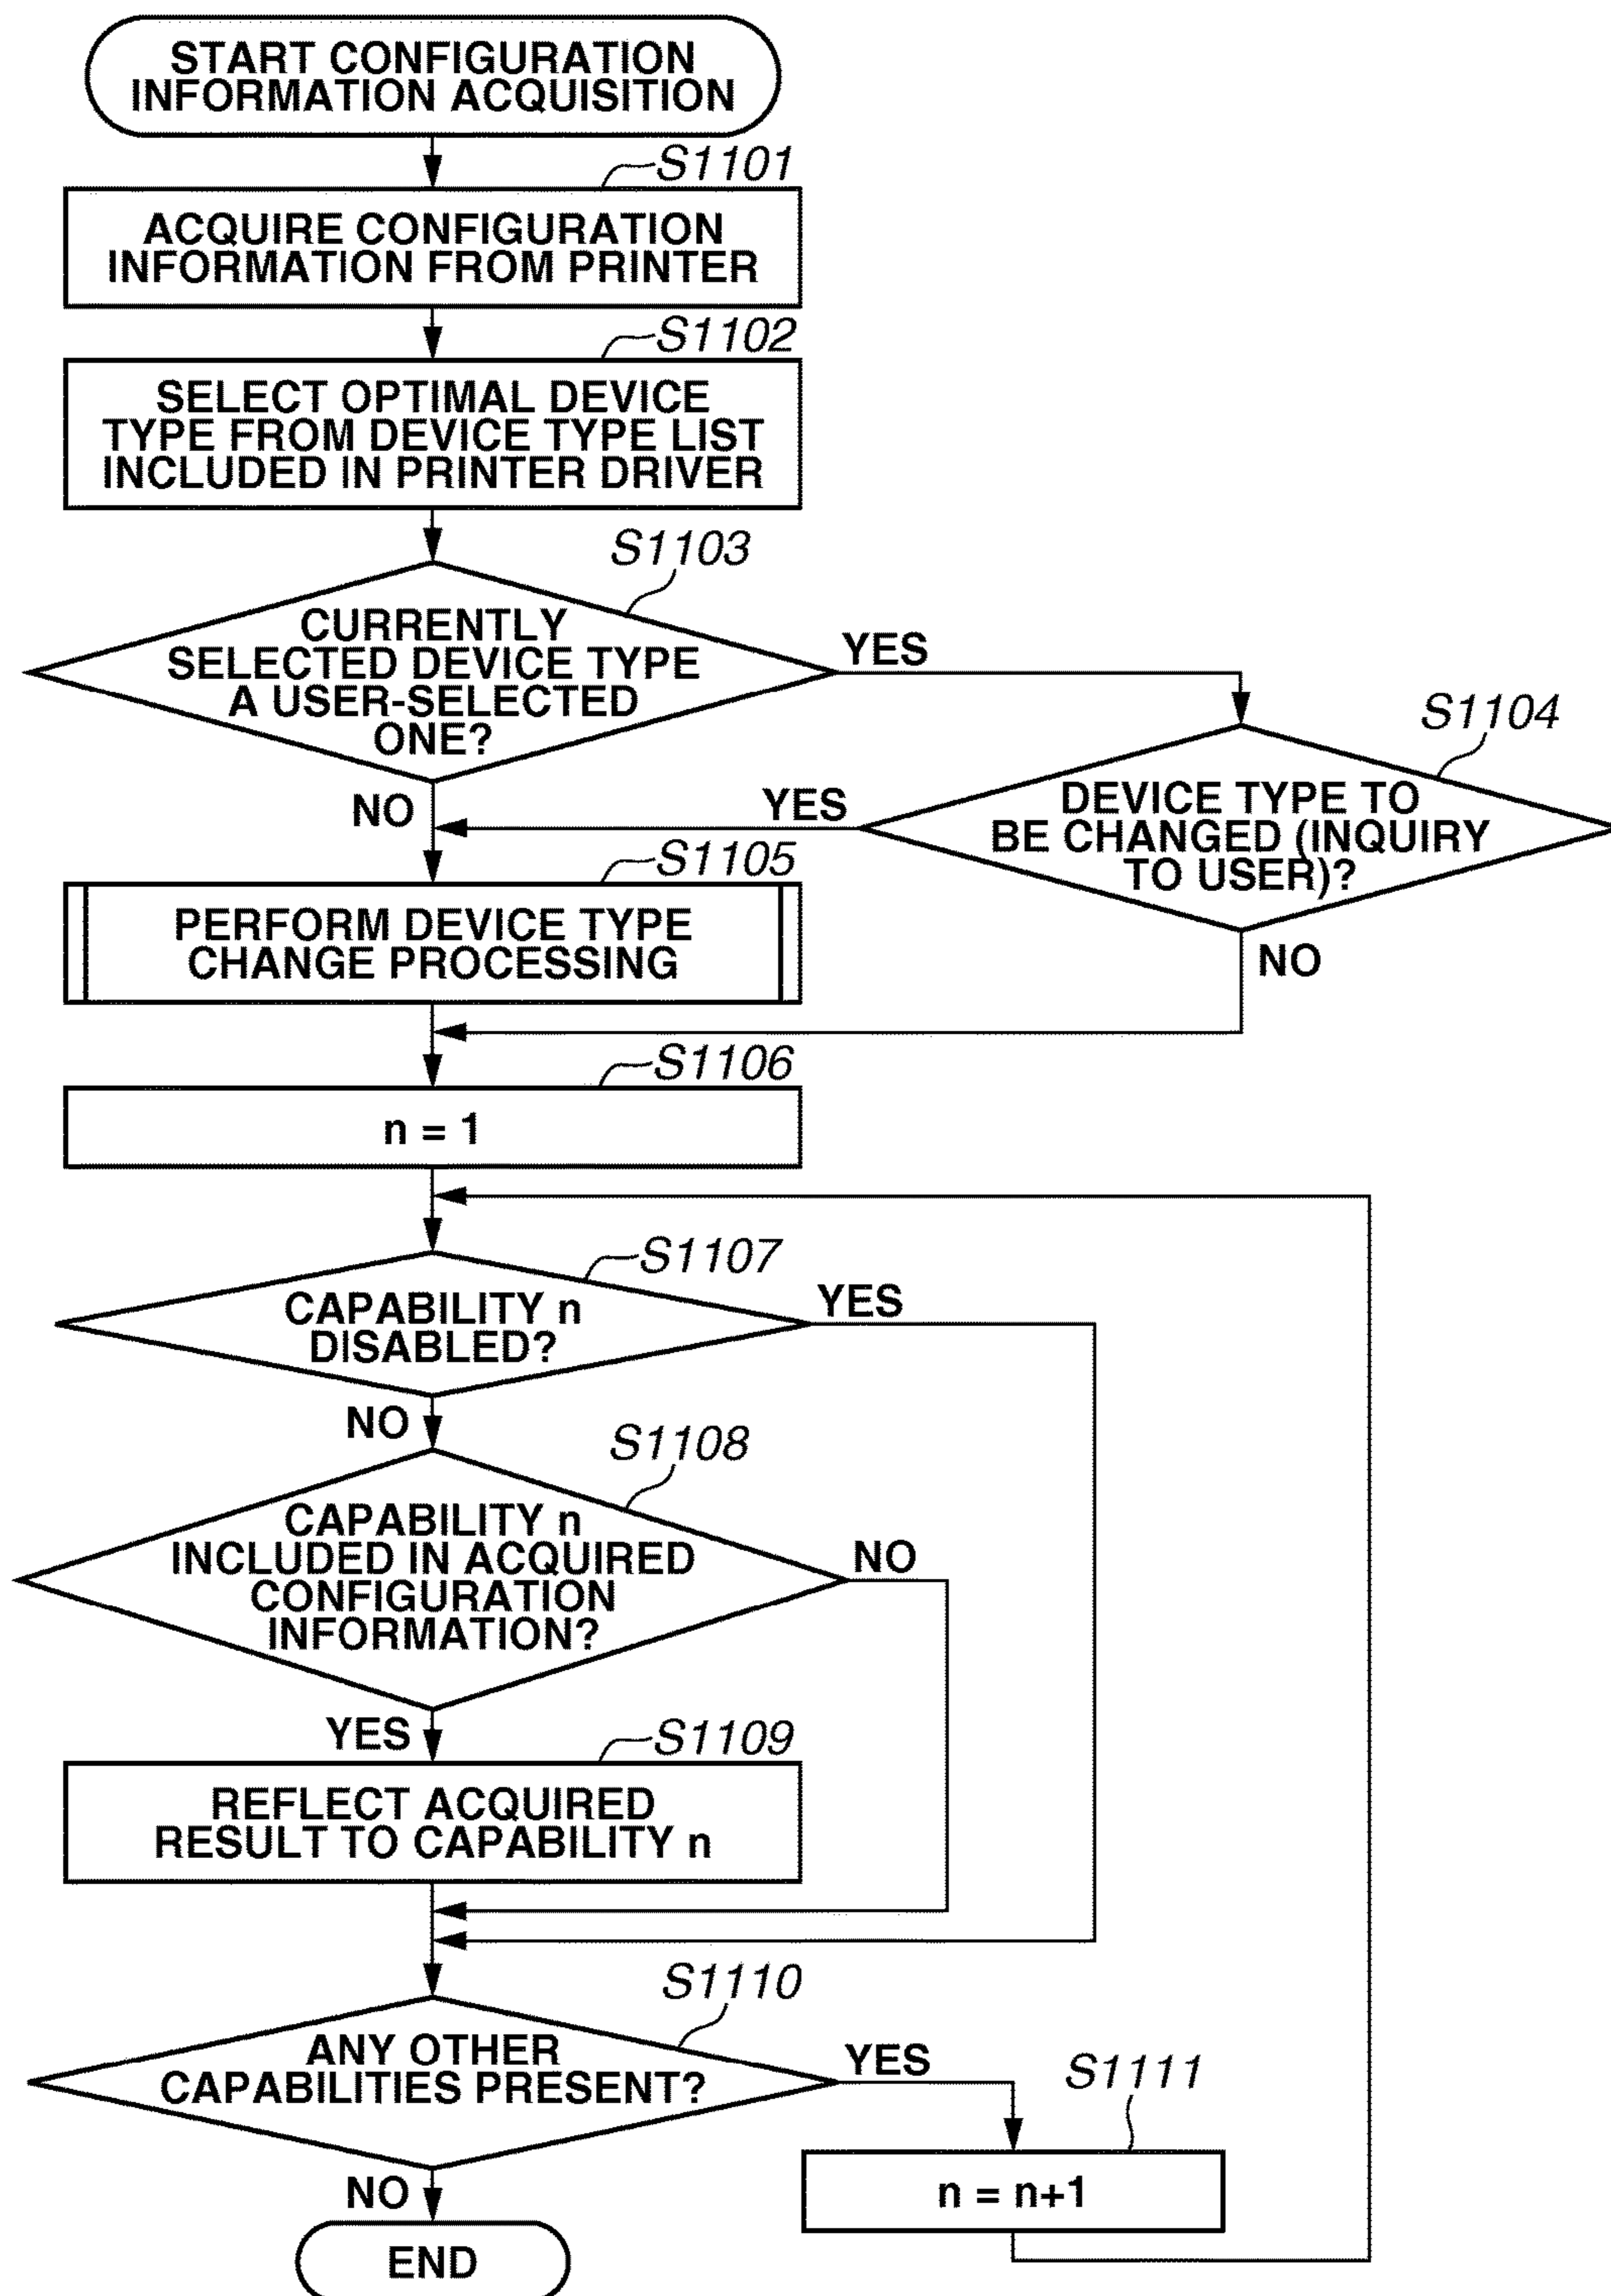 START CONFIGURATION
INFORMATION ACQUISITION
S1101
ACQUIRE CONFIGURATION
INFORMATION FROM PRINTER
S1102
SELECT OPTIMAL DEVICE
TYPE FROM DEVICE TYPE LIST
INCLUDED IN PRINTER DRIVER
S1103
CURRENTLY
SELECTED DEVICE TYPE
A USER-SELECTED
ONE?
YES
NO
S1104
DEVICE TYPE TO
BE CHANGED (INQUIRY
TO USER)?
YES
NO
S1105
PERFORM DEVICE TYPE
CHANGE PROCESSING
S1106
n = 1
S1107
CAPABILITY n
DISABLED?
YES
NO
S1108
CAPABILITY n
INCLUDED IN ACQUIRED
CONFIGURATION
INFORMATION?
NO
YES
S1109
REFLECT ACQUIRED
RESULT TO CAPABILITY n
S1110
ANY OTHER
CAPABILITIES PRESENT?
YES
S1111
n = n+1
NO
END